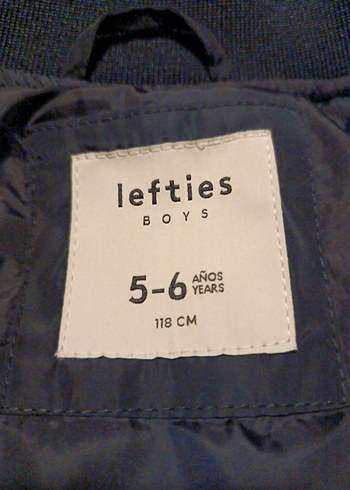 lefties
BOYS
5-6 AÑOS
YEARS
118 CM